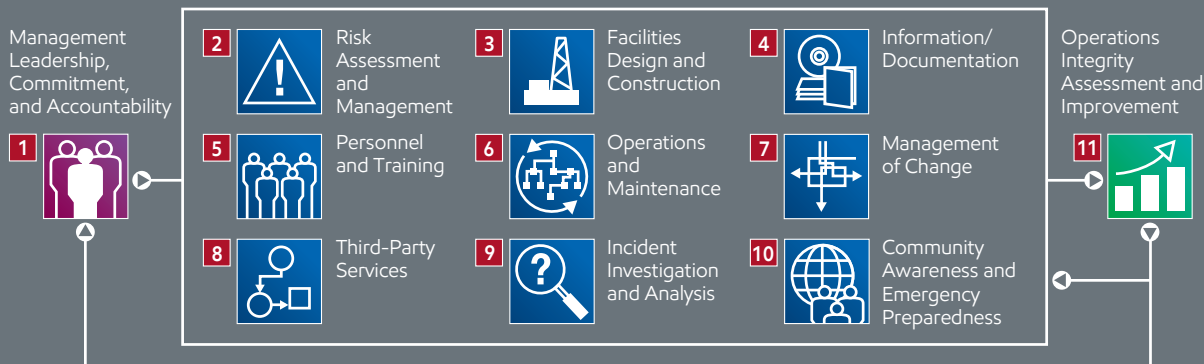 Management
Leadership,
Commitment,
and Accountability
1
2
Risk
Assessment
and
Management
3
Facilities
Design and
Construction
4
Information/
Documentation
5
Personnel
and Training
6
Operations
and
Maintenance
7
Management
of Change
8
Third-Party
Services
9
?
Incident
Investigation
and Analysis
10
Community
Awareness and
Emergency
Preparedness
Operations
Integrity
Assessment and
Improvement
11